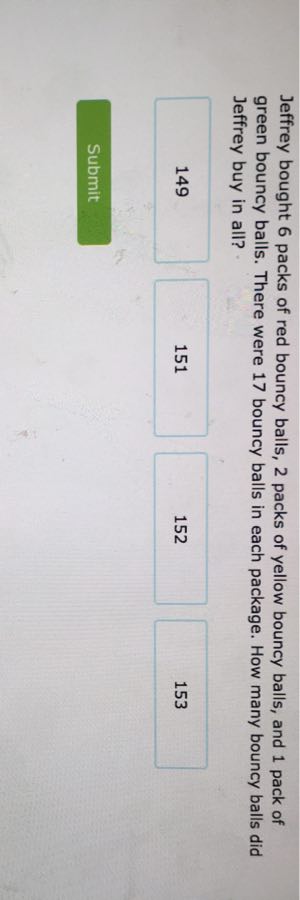 Jeffrey bought 6 packs of red bouncy balls, 2 packs of yellow bouncy balls, and 1 pack of
green bouncy balls. There were 17 bouncy balls in each package. How many bouncy balls did
Jeffrey buy in all?
149 151 152 153
Submit